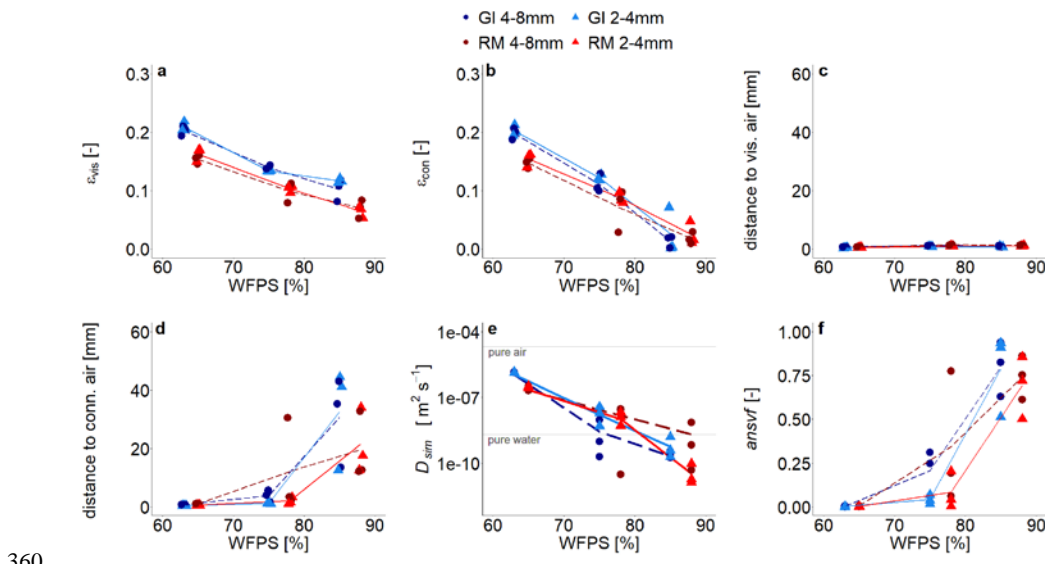 GI 4-8mm GI 2-4mm
RM 4-8mm RM 2-4mm
a
0.3
0.2
0.1
0.0
εvis [-]
60 70 80 90
WFPS [%]
b
0.3
0.2
0.1
0.0
εcon [-]
60 70 80 90
WFPS [%]
c
60
40
20
0
distance to vis. air [mm]
60 70 80 90
WFPS [%]
d
60
40
20
0
distance to conn. air [mm]
60 70 80 90
WFPS [%]
e
1e-04
1e-07
1e-10
pure air
pure water
Dsim [m² s⁻¹]
60 70 80 90
WFPS [%]
f
1.00
0.75
0.50
0.25
0.00
ansvf [-]
60 70 80 90
WFPS [%]
360